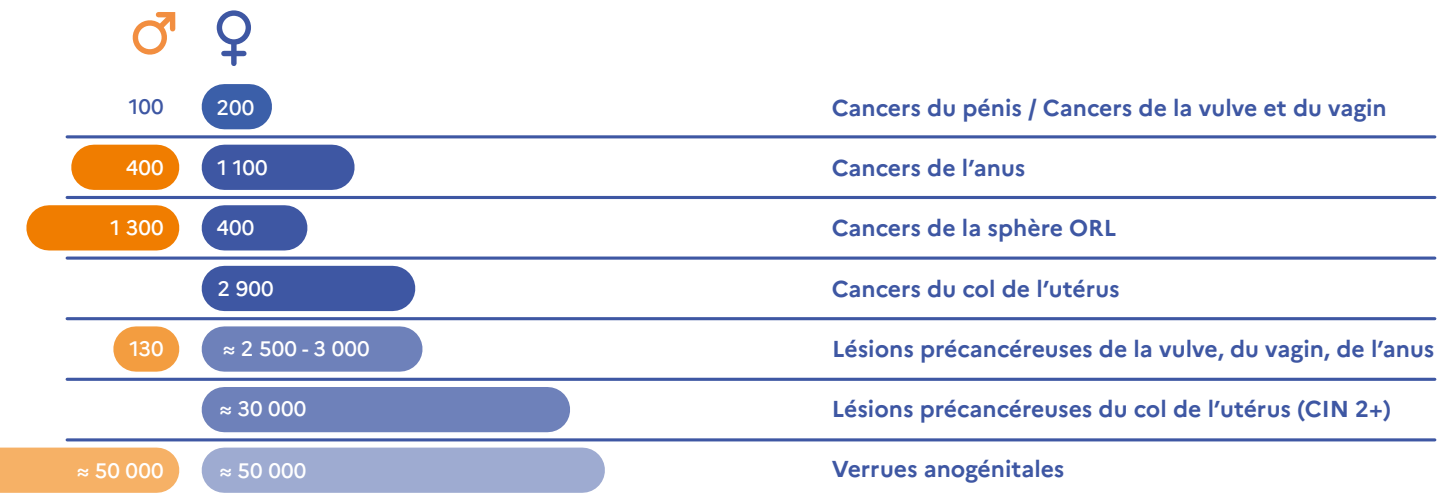 100 200 Cancers du pénis / Cancers de la vulve et du vagin
400 1 100 Cancers de l'anus
1 300 400 Cancers de la sphère ORL
2 900 Cancers du col de l'utérus
130 ≈ 2 500 - 3 000 Lésions précancéreuses de la vulve, du vagin, de l'anus
≈ 30 000 Lésions précancéreuses du col de l'utérus (CIN 2+)
≈ 50 000 ≈ 50 000 Verrues anogénitales